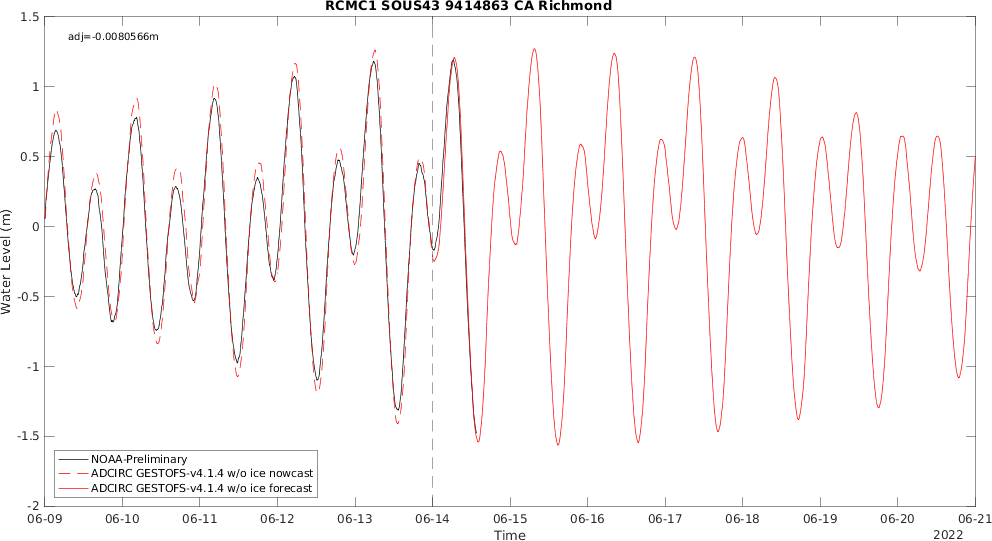 RCMC1 SOUS43 9414863 CA Richmond
adj=-0.0080566m
1.5
1
0.5
0
-0.5
-1
-1.5
-2
Water Level (m)
NOAA-Preliminary
ADCIRC GESTOFS-v4.1.4 w/o ice nowcast
ADCIRC GESTOFS-v4.1.4 w/o ice forecast
06-09 06-10 06-11 06-12 06-13 06-14 06-15 06-16 06-17 06-18 06-19 06-20 06-21
Time
2022